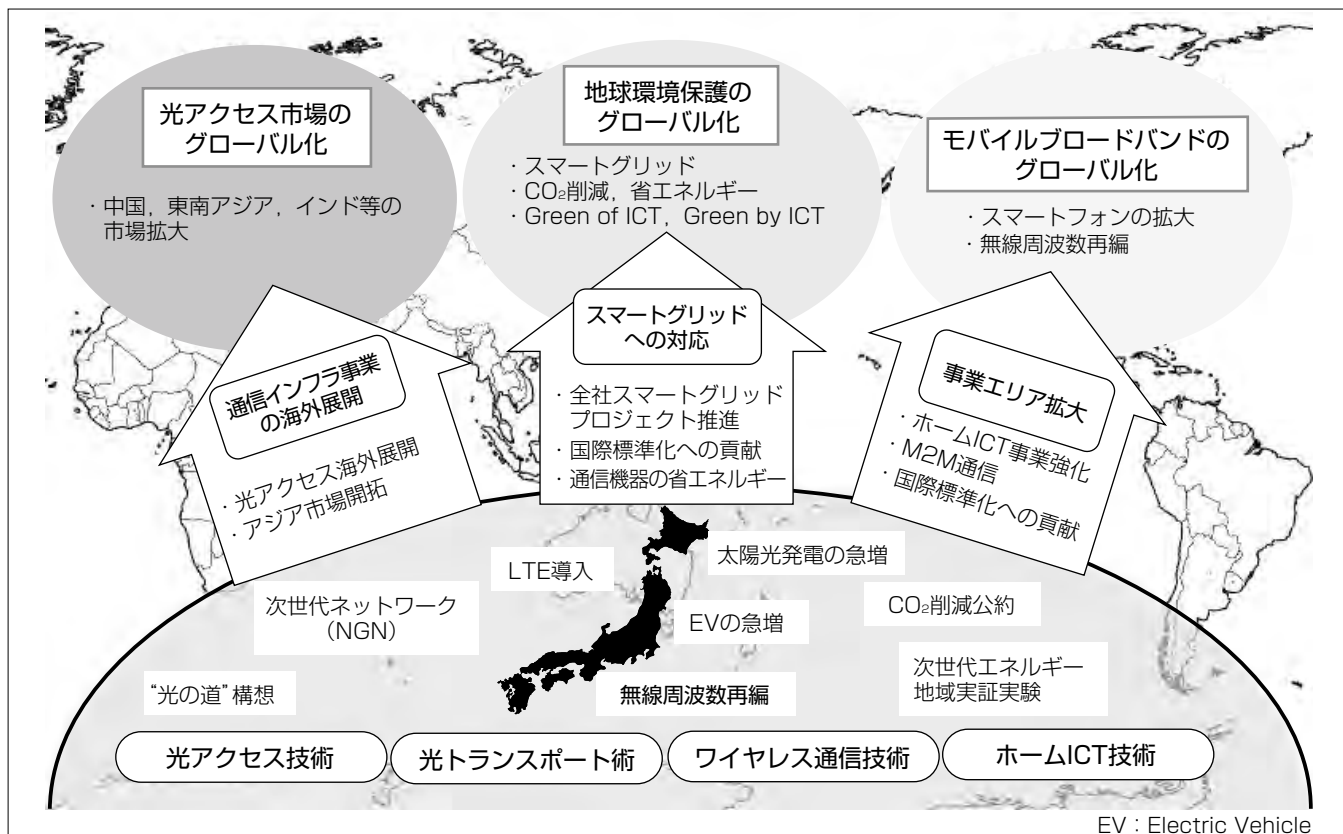 光アクセス市場の
グローバル化
・中国，東南アジア，インド等の
市場拡大
地球環境保護の
グローバル化
・スマートグリッド
・CO₂削減，省エネルギー
・Green of ICT，Green by ICT
モバイルブロードバンドの
グローバル化
・スマートフォンの拡大
・無線周波数再編
通信インフラ事業
の海外展開
・光アクセス海外展開
・アジア市場開拓
スマートグリッド
への対応
・全社スマートグリッド
プロジェクト推進
・国際標準化への貢献
・通信機器の省エネルギー
事業エリア拡大
・ホームICT事業強化
・M2M通信
・国際標準化への貢献
LTE導入
太陽光発電の急増
次世代ネットワーク
（NGN）
EVの急増
CO₂削減公約
“光の道”構想
無線周波数再編
次世代エネルギー
地域実証実験
光アクセス技術
光トランスポート術
ワイヤレス通信技術
ホームICT技術
EV：Electric Vehicle